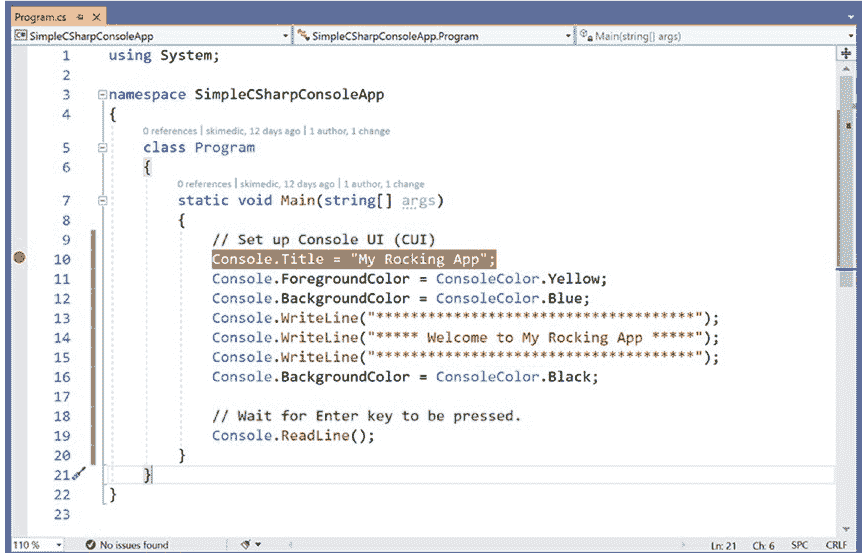 Program.cs
SimpleCSharpConsoleApp SimpleCSharpConsoleApp.Program Main(string[] args)
1 using System;
2
3 namespace SimpleCSharpConsoleApp
4 {
0 references | skimedic, 12 days ago | 1 author, 1 change
5 class Program
6 {
0 references | skimedic, 12 days ago | 1 author, 1 change
7 static void Main(string[] args)
8 {
9 // Set up Console UI (CUI)
10 Console.Title = "My Rocking App";
11 Console.ForegroundColor = ConsoleColor.Yellow;
12 Console.BackgroundColor = ConsoleColor.Blue;
13 Console.WriteLine("*************************************");
14 Console.WriteLine("***** Welcome to My Rocking App *****");
15 Console.WriteLine("*************************************");
16 Console.BackgroundColor = ConsoleColor.Black;
17
18 // Wait for Enter key to be pressed.
19 Console.ReadLine();
20 }
21 }
22 }
23
110 % No issues found Ln: 21 Ch: 6 SPC CRLF